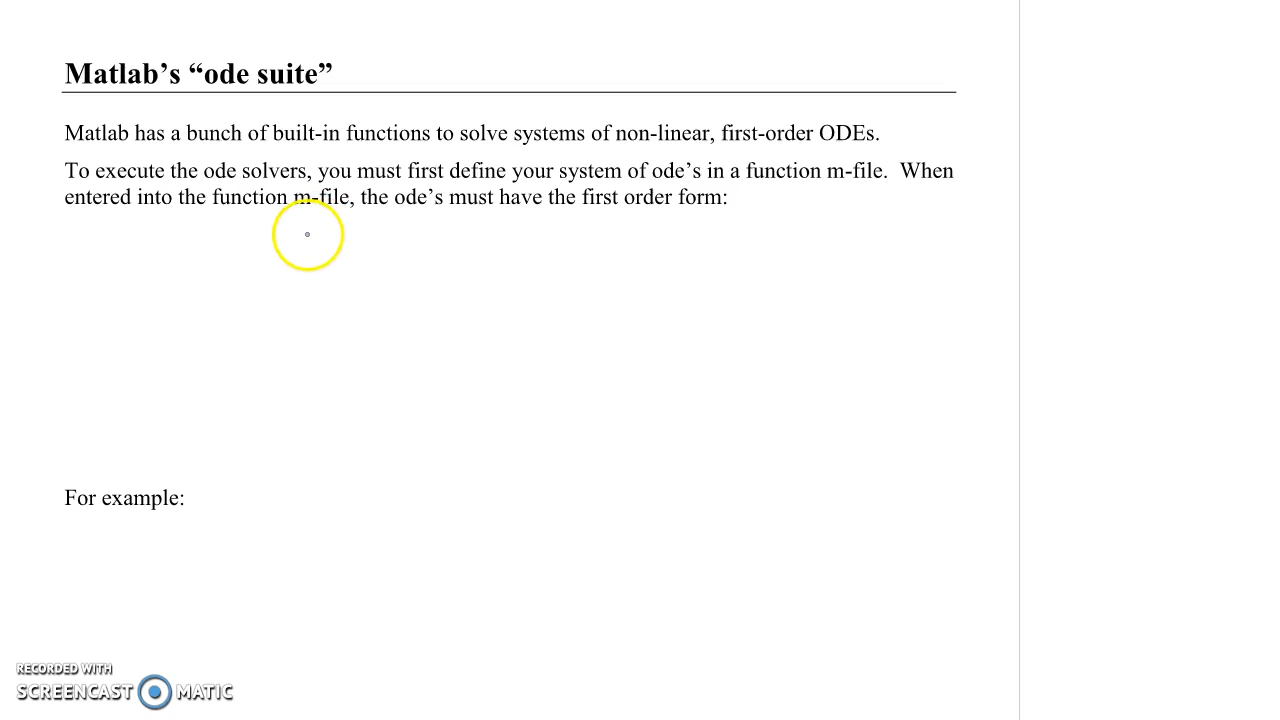 Matlab’s “ode suite”
Matlab has a bunch of built-in functions to solve systems of non-linear, first-order ODEs.
To execute the ode solvers, you must first define your system of ode’s in a function m-file.  When
entered into the function m-file, the ode’s must have the first order form:
For example:
RECORDED WITH
SCREENCAST MATIC